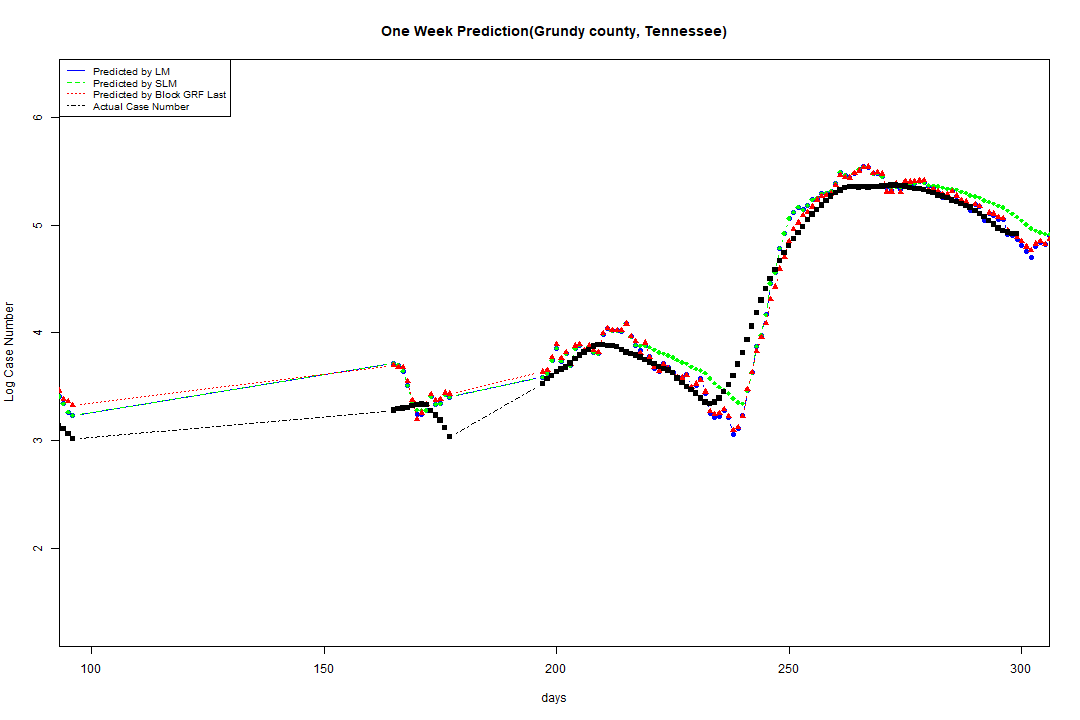 One Week Prediction(Grundy county, Tennessee)
Predicted by LM
Predicted by SLM
Predicted by Block GRF Last
Actual Case Number
6
5
4
3
2
Log Case Number
100 150 200 250 300
days